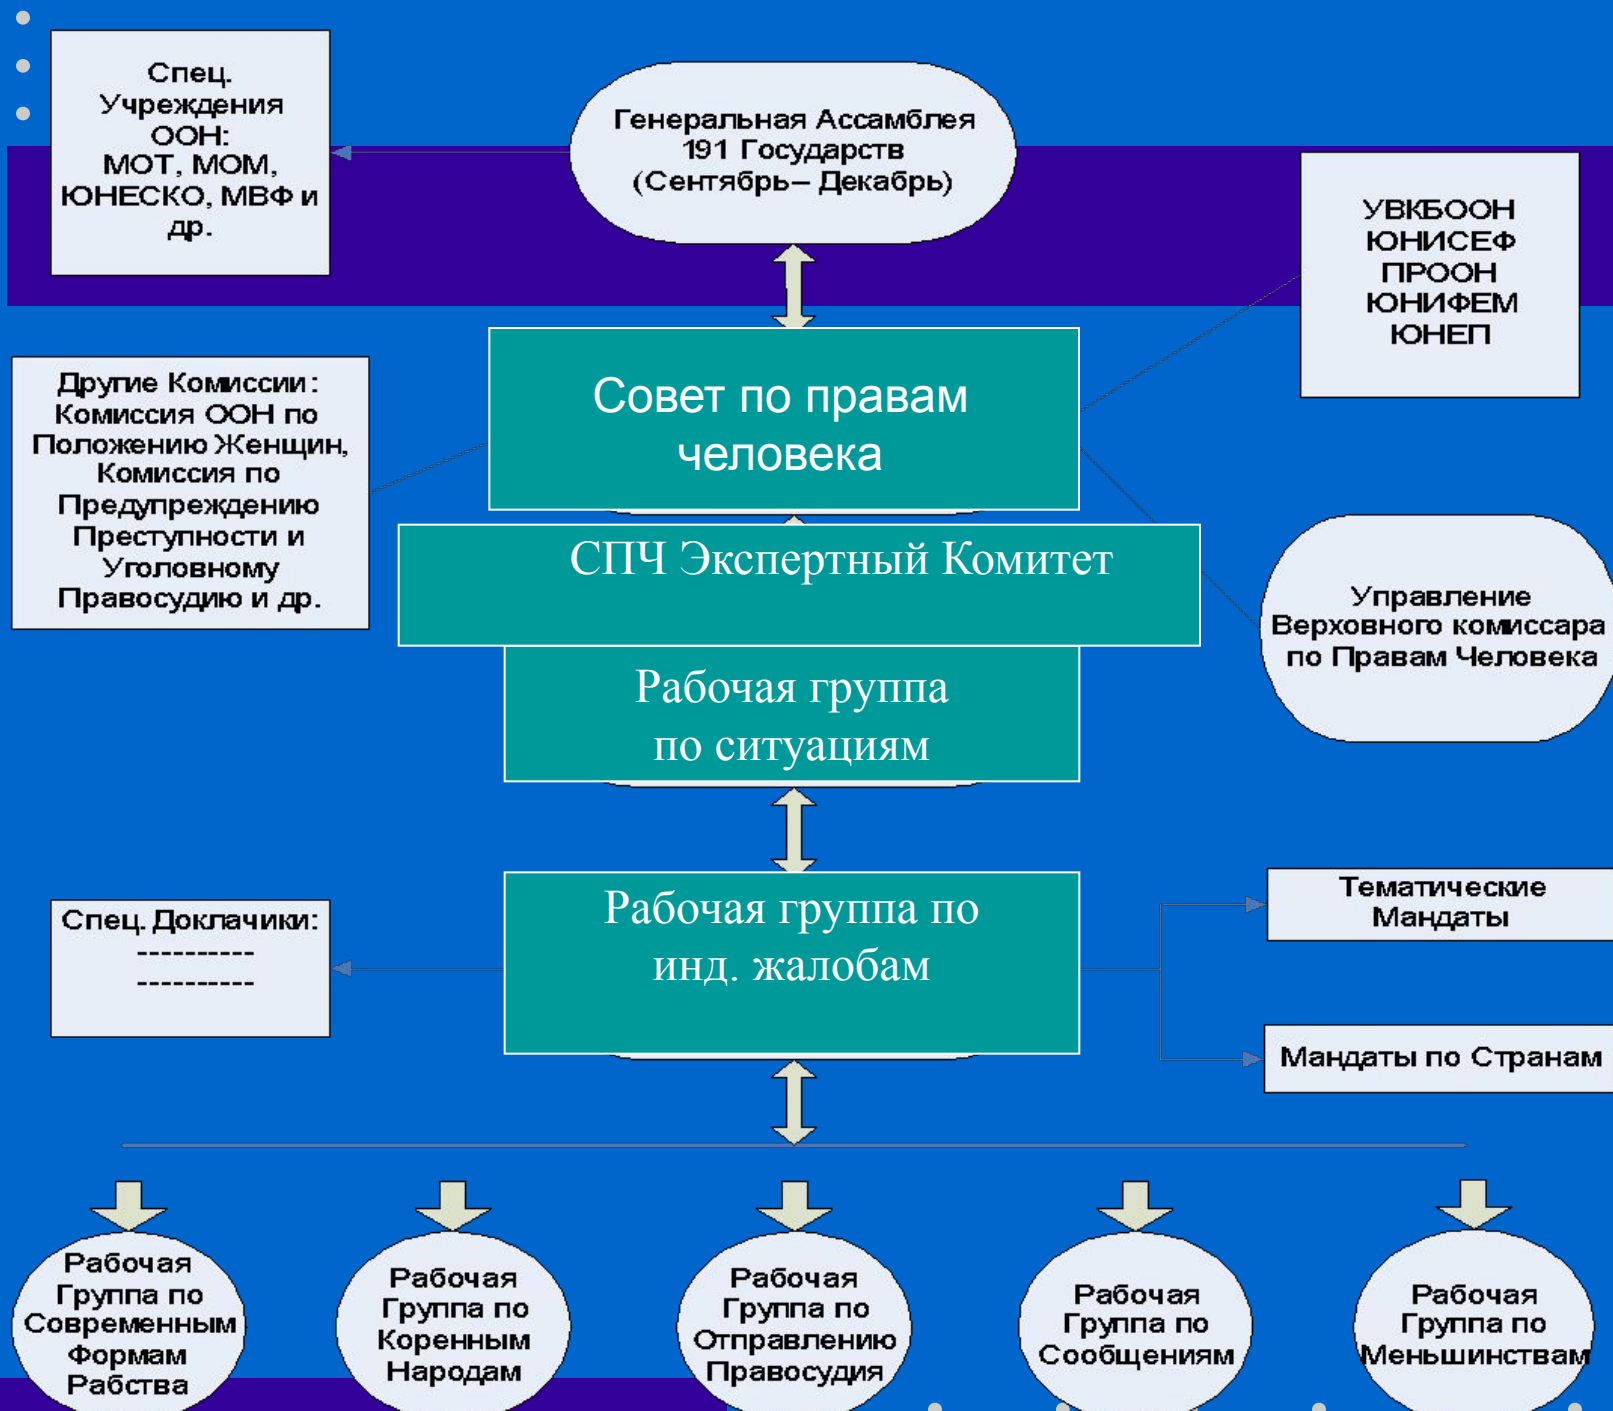 Спец.
Учреждения
ООН:
МОТ, МОМ,
ЮНЕСКО, МВФ и
др.
Генеральная Ассамблея
191 Государств
(Сентябрь– Декабрь)
УВКБООН
ЮНИСЕФ
ПРООН
ЮНИФЕМ
ЮНЕП
Другие Комиссии:
Комиссия ООН по
Положению Женщин,
Комиссия по
Предупреждению
Преступности и
Уголовному
Правосудию и др.
Совет по правам
человека
СПЧ Экспертный Комитет
Управление
Верховного комиссара
по Правам Человека
Рабочая группа
по ситуациям
Спец. Доклачики:
----------
----------
Рабочая группа по
инд. жалобам
Тематические
Мандаты
Мандаты по Странам
Рабочая
Группа по
Современным
Формам
Рабства
Рабочая
Группа по
Коренным
Народам
Рабочая
Группа по
Отправлению
Правосудия
Рабочая
Группа по
Сообщениям
Рабочая
Группа по
Меньшинствам